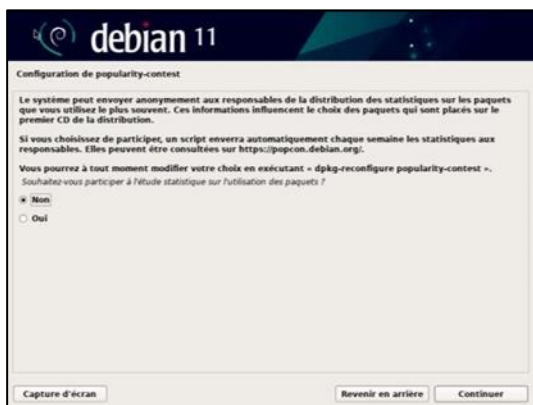 debian 11
Configuration de popularity-contest
Le système peut envoyer anonymement aux responsables de la distribution des statistiques sur les paquets
que vous utilisez le plus souvent. Ces informations influencent le choix des paquets qui sont placés sur le
premier CD de la distribution.
Si vous choisissez de participer, un script enverra automatiquement chaque semaine les statistiques aux
responsables. Elles peuvent être consultées sur https://popcon.debian.org/.
Vous pourrez à tout moment modifier votre choix en exécutant « dpkg-reconfigure popularity-contest ».
Souhaitez-vous participer à l'étude statistique sur l'utilisation des paquets ?
Non
Oui
Capture d'écran
Revenir en arrière
Continuer